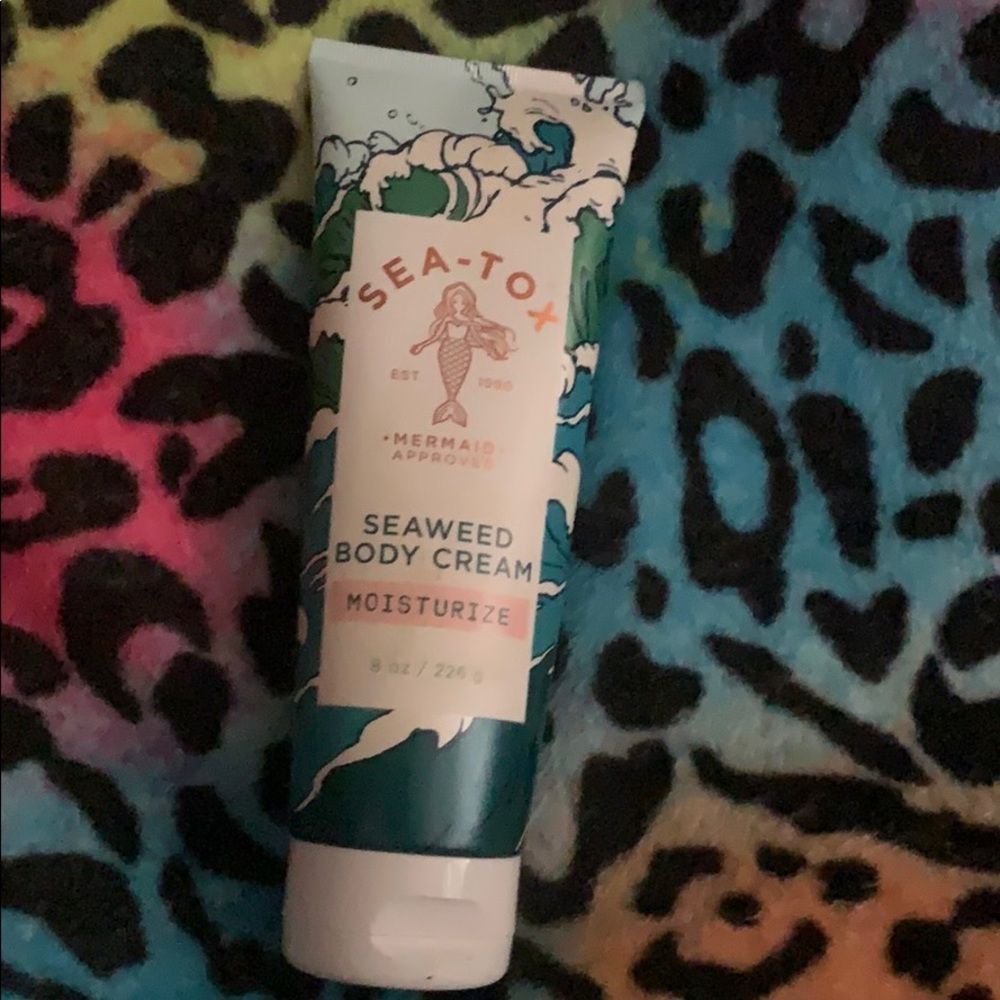 SEA-TOX
EST 1990
·MERMAID·
APPROVED
SEAWEED
BODY CREAM
MOISTURIZE
8 oz / 226 g